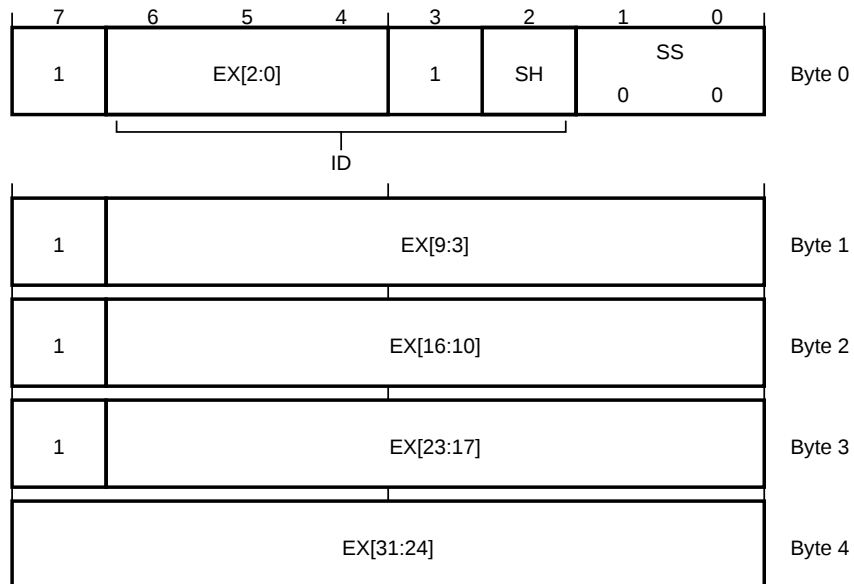 7 6 5 4 3 2 1 0
1 EX[2:0] 1 SH SS Byte 0
0 0
ID
1 EX[9:3] Byte 1
1 EX[16:10] Byte 2
1 EX[23:17] Byte 3
EX[31:24] Byte 4